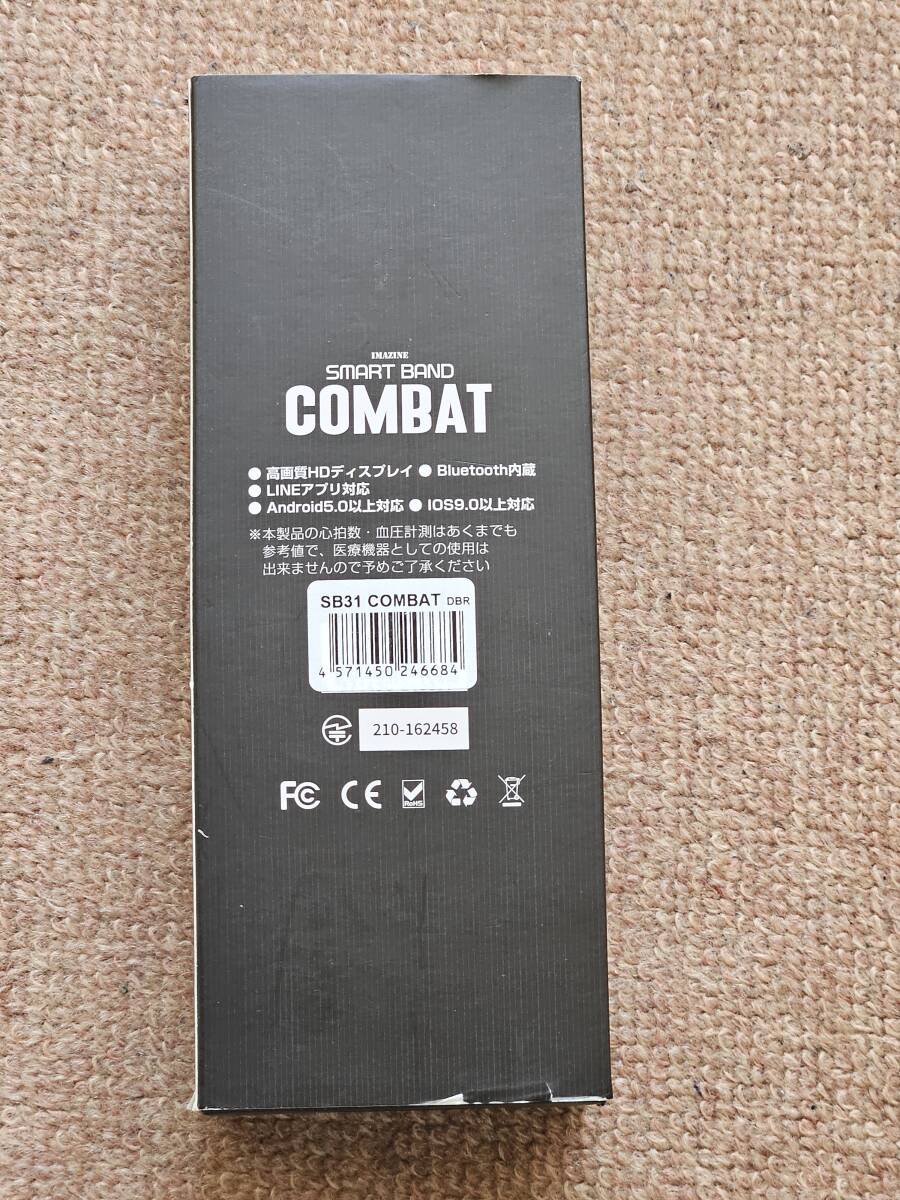 IMAZINE
SMART BAND
COMBAT
● 高画質HDディスプレイ ● Bluetooth内蔵
● LINEアプリ対応
● Android5.0以上対応 ● IOS9.0以上対応
※本製品の心拍数・血圧計測はあくまでも
参考値で、医療機器としての使用は
出来ませんので予めご了承ください
SB31 COMBAT DBR
4 571450 246684
210-162458
FC CE RoHS